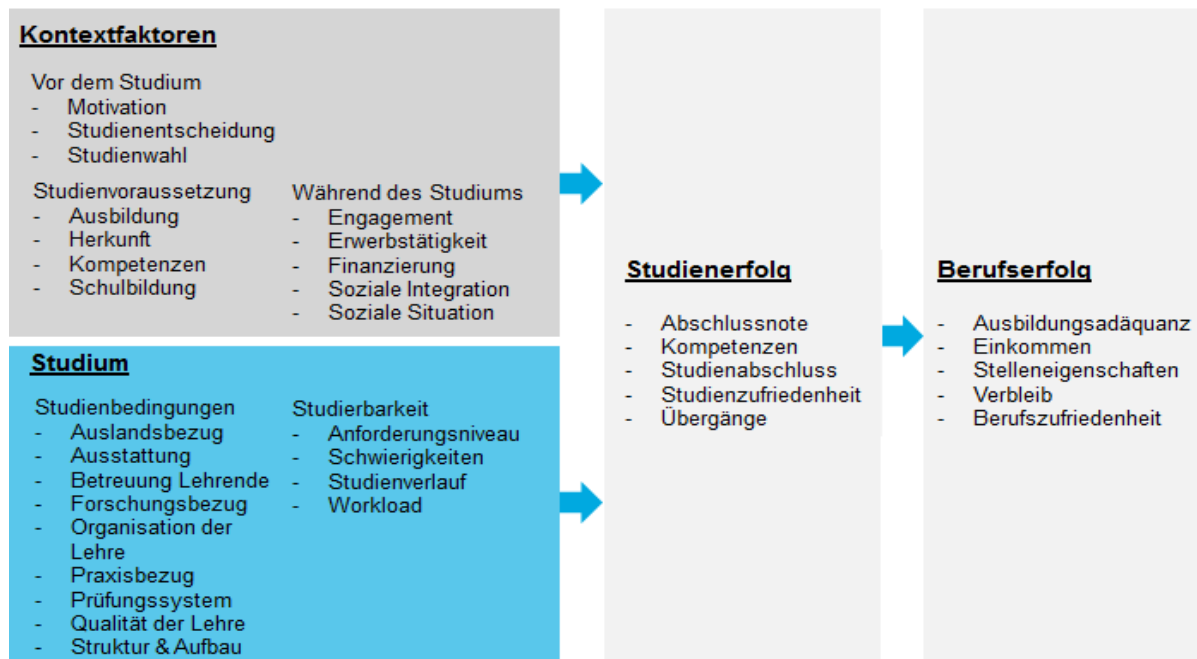 Kontextfaktoren
Vor dem Studium
- Motivation
- Studienentscheidung
- Studienwahl
Studienvoraussetzung
- Ausbildung
- Herkunft
- Kompetenzen
- Schulbildung
Während des Studiums
- Engagement
- Erwerbstätigkeit
- Finanzierung
- Soziale Integration
- Soziale Situation
Studium
Studienbedingungen
- Auslandsbezug
- Ausstattung
- Betreuung Lehrende
- Forschungsbezug
- Organisation der
Lehre
- Praxisbezug
- Prüfungssystem
- Qualität der Lehre
- Struktur & Aufbau
Studierbarkeit
- Anforderungsniveau
- Schwierigkeiten
- Studienverlauf
- Workload
Studienerfolg
- Abschlussnote
- Kompetenzen
- Studienabschluss
- Studienzufriedenheit
- Übergänge
Berufserfolg
- Ausbildungsadäquanz
- Einkommen
- Stelleneigenschaften
- Verbleib
- Berufszufriedenheit